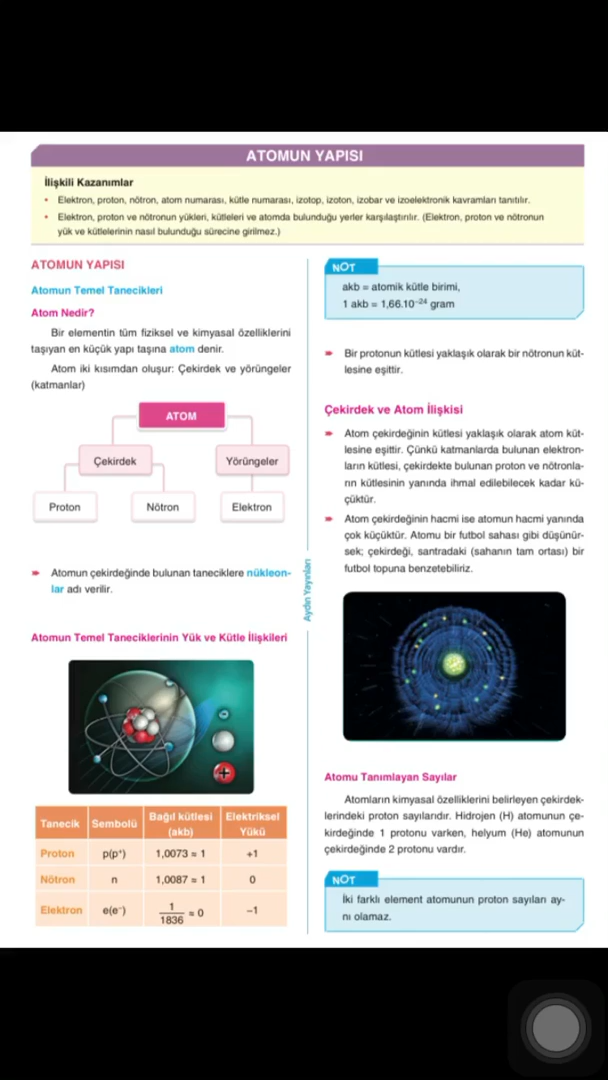 ATOMUN YAPISI
İlişkili Kazanımlar
• Elektron, proton, nötron, atom numarası, kütle numarası, izotop, izoton, izobar ve izoelektronik kavramları tanıtılır.
• Elektron, proton ve nötronun yükleri, kütleleri ve atomda bulunduğu yerler karşılaştırılır. (Elektron, proton ve nötronun
yük ve kütlelerinin nasıl bulunduğu sürecine girilmez.)
ATOMUN YAPISI
Atomun Temel Tanecikleri
Atom Nedir?
Bir elementin tüm fiziksel ve kimyasal özelliklerini
taşıyan en küçük yapı taşına atom denir.
Atom iki kısımdan oluşur: Çekirdek ve yörüngeler
(katmanlar)
ATOM
Çekirdek Yörüngeler
Proton Nötron Elektron
Atomun çekirdeğinde bulunan taneciklere nükleon-
lar adı verilir.
Atomun Temel Taneciklerinin Yük ve Kütle İlişkileri
Tanecik Sembolü Bağıl kütlesi (akb) Elektriksel Yükü
Proton p(p⁺) 1,0073 ≈ 1 +1
Nötron n 1,0087 ≈ 1 0
Elektron e(e⁻) 1/1836 ≈ 0 −1
Aydın Yayınları
NOT
akb = atomik kütle birimi,
1 akb = 1,66.10⁻²⁴ gram
Bir protonun kütlesi yaklaşık olarak bir nötronun küt-
lesine eşittir.
Çekirdek ve Atom İlişkisi
Atom çekirdeğinin kütlesi yaklaşık olarak atom küt-
lesine eşittir. Çünkü katmanlarda bulunan elektron-
ların kütlesi, çekirdekte bulunan proton ve nötronla-
rın kütlesinin yanında ihmal edilebilecek kadar kü-
çüktür.
Atom çekirdeğinin hacmi ise atomun hacmi yanında
çok küçüktür. Atomu bir futbol sahası gibi düşünür-
sek; çekirdeği, santradaki (sahanın tam ortası) bir
futbol topuna benzetebiliriz.
Atomu Tanımlayan Sayılar
Atomların kimyasal özelliklerini belirleyen çekirdek-
lerindeki proton sayılarıdır. Hidrojen (H) atomunun çe-
kirdeğinde 1 protonu varken, helyum (He) atomunun
çekirdeğinde 2 protonu vardır.
NOT
İki farklı element atomunun proton sayıları ay-
nı olamaz.